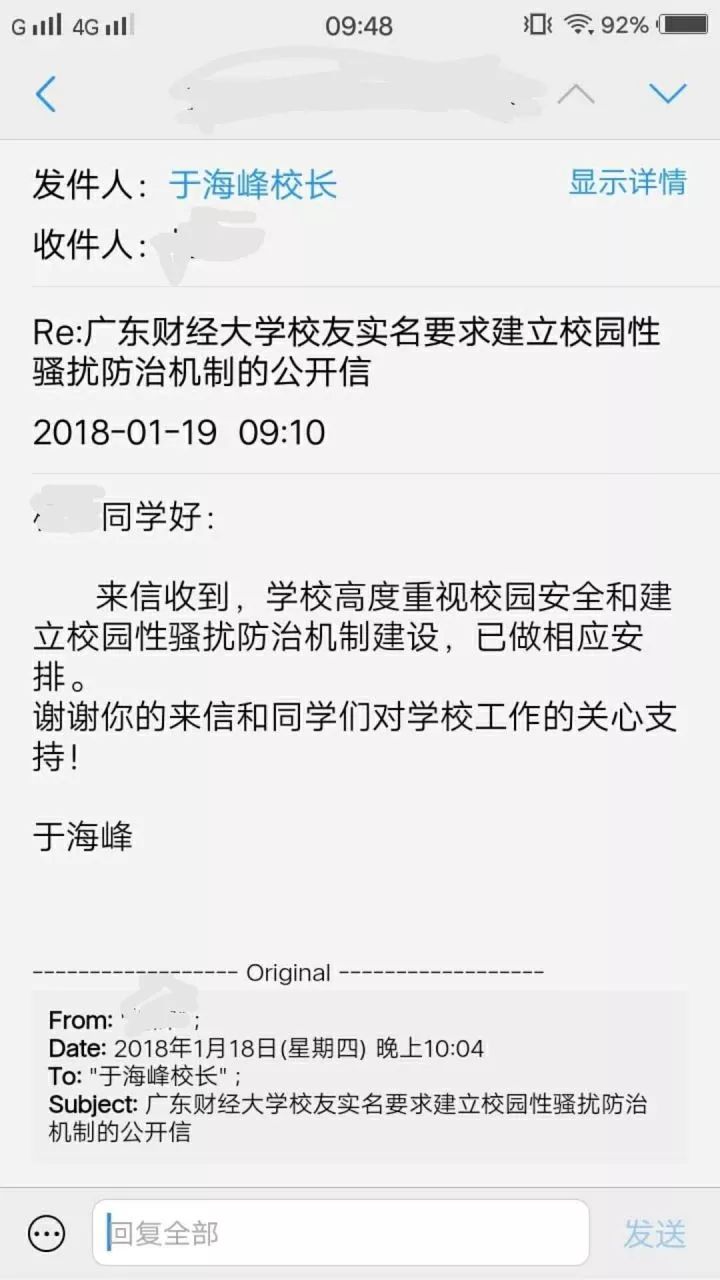 G 4G 09:48 92%
发件人：于海峰校长 显示详情
收件人：
Re:广东财经大学校友实名要求建立校园性
骚扰防治机制的公开信
2018-01-19 09:10
同学好：
来信收到，学校高度重视校园安全和建
立校园性骚扰防治机制建设，已做相应安
排。
谢谢你的来信和同学们对学校工作的关心支
持！
于海峰
------------------ Original ------------------
From:  ;
Date: 2018年1月18日(星期四) 晚上10:04
To: "于海峰校长" ;
Subject: 广东财经大学校友实名要求建立校园性骚扰防治
机制的公开信
回复全部 发送